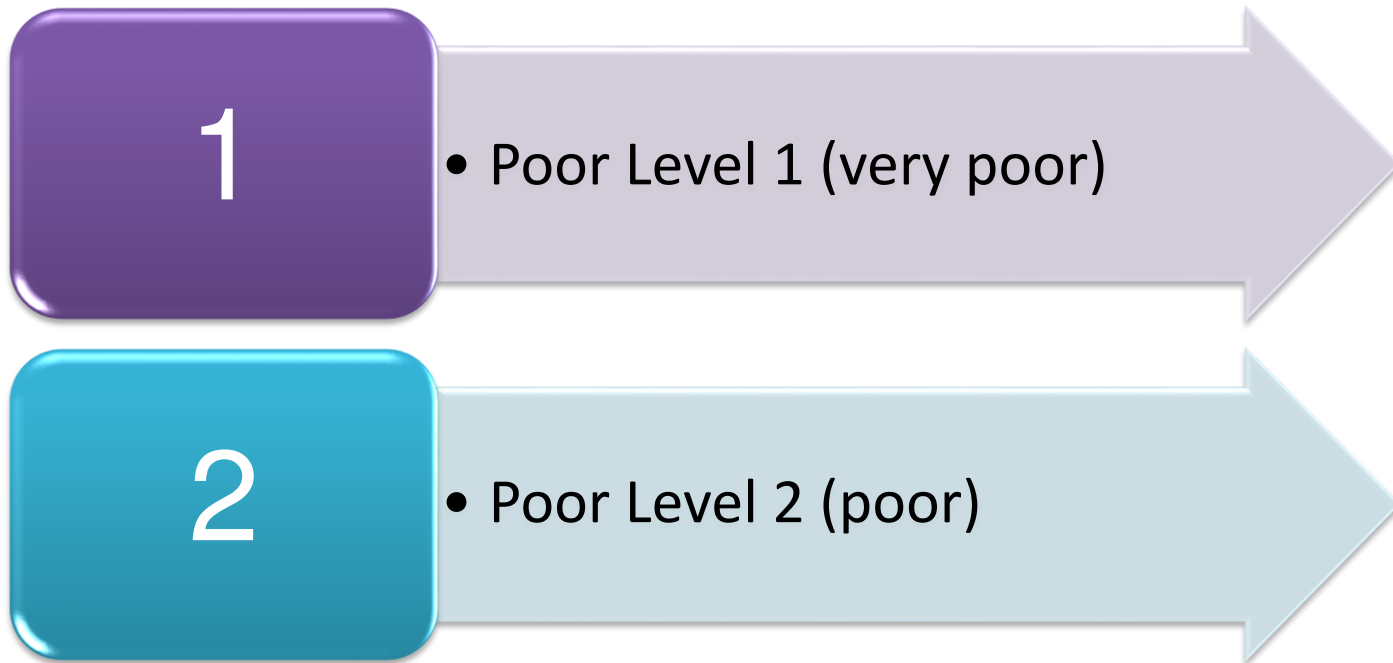 1
• Poor Level 1 (very poor)
2
• Poor Level 2 (poor)